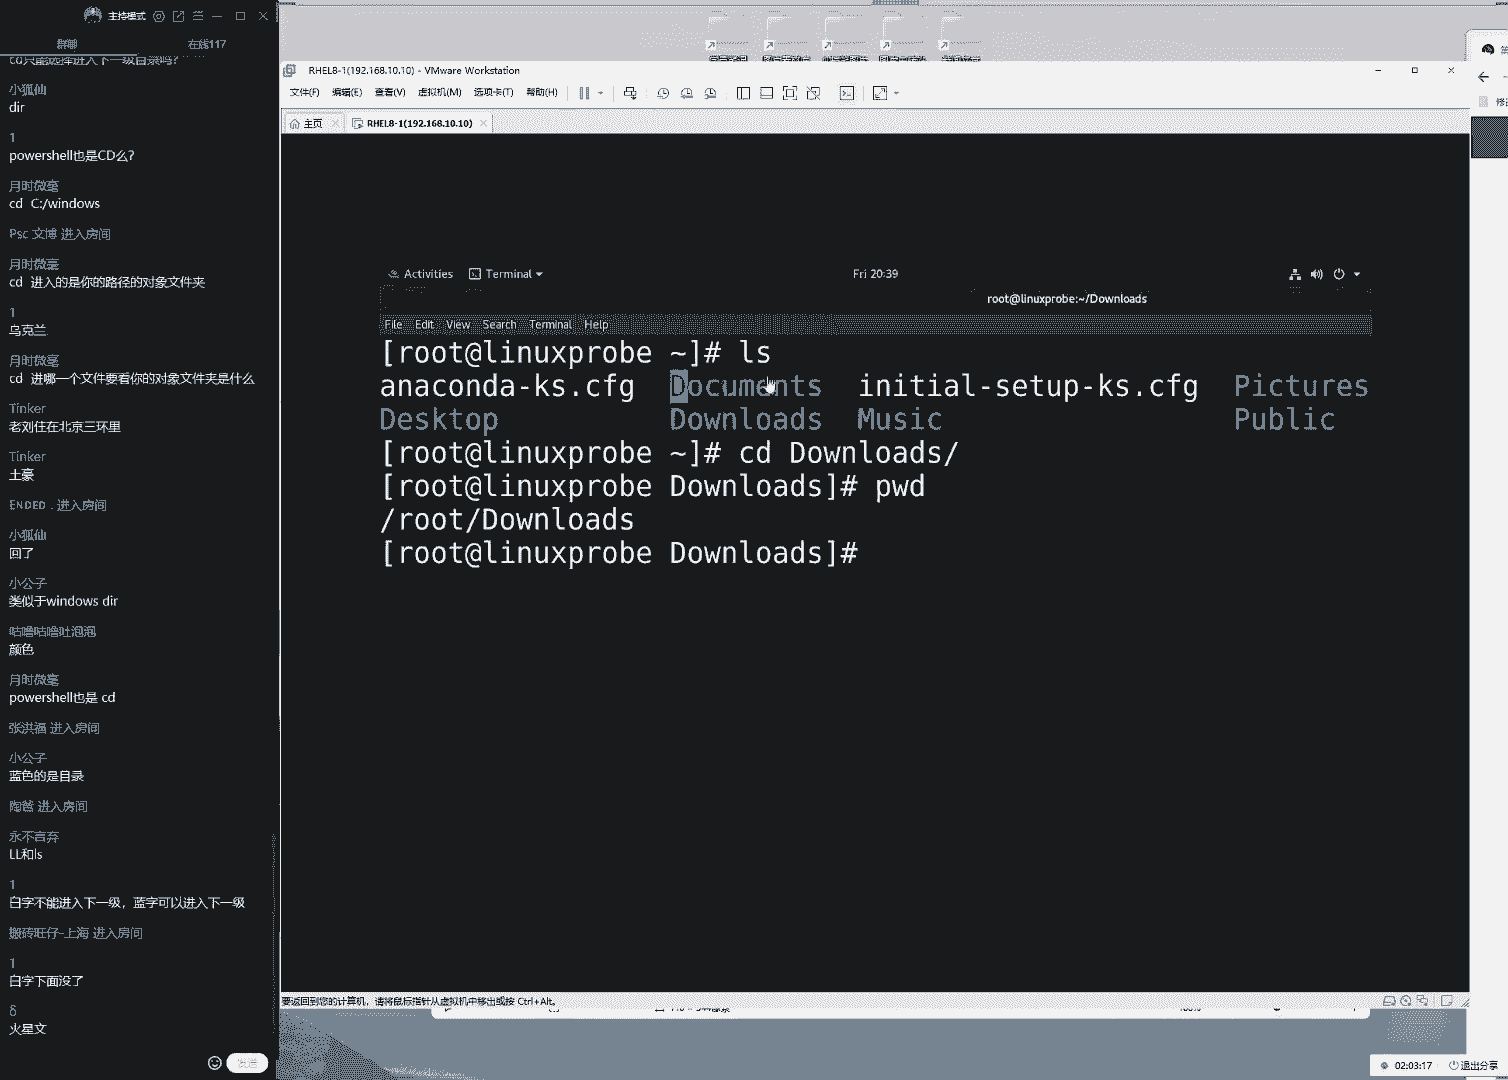 主持模式
群聊
在线117
cd只能选择进入下一级目录吗?
小狐仙
dir
1
powershell也是CD么?
月时微毫
cd C:/windows
Psc 文博 进入房间
月时微毫
cd 进入的是你的路径的对象文件夹
1
乌克兰
月时微毫
cd 进哪一个文件要看你的对象文件夹是什么
Tinker
老刘住在北京三环里
Tinker
土豪
ENDED . 进入房间
小狐仙
回了
小公子
类似于windows dir
咕噜咕噜吐泡泡
颜色
月时微毫
powershell也是 cd
张洪福 进入房间
小公子
蓝色的是目录
陶爸 进入房间
永不言弃
LL和ls
1
白字不能进入下一级，蓝字可以进入下一级
搬砖旺仔-上海 进入房间
1
白字下面没了
δ
火星文
发送
RHEL8-1(192.168.10.10) - VMware Workstation
文件(F) 编辑(E) 查看(V) 虚拟机(M) 选项卡(T) 帮助(H)
主页 RHEL8-1(192.168.10.10)
Activities Terminal Fri 20:39
root@linuxprobe:~/Downloads
File Edit View Search Terminal Help
[root@linuxprobe ~]# ls
anaconda-ks.cfg Documents initial-setup-ks.cfg Pictures
Desktop Downloads Music Public
[root@linuxprobe ~]# cd Downloads/
[root@linuxprobe Downloads]# pwd
/root/Downloads
[root@linuxprobe Downloads]#
要返回到您的计算机，请将鼠标指针从虚拟机中移出或按 Ctrl+Alt。
02:03:17 退出分享